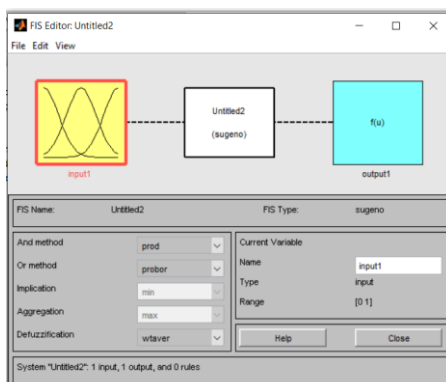 FIS Editor: Untitled2
File Edit View
Untitled2
(sugeno)
f(u)
input1
output1
FIS Name: Untitled2 FIS Type: sugeno
And method prod
Or method probor
Implication min
Aggregation max
Defuzzification wtaver
Current Variable
Name input1
Type input
Range [0 1]
Help Close
System "Untitled2": 1 input, 1 output, and 0 rules